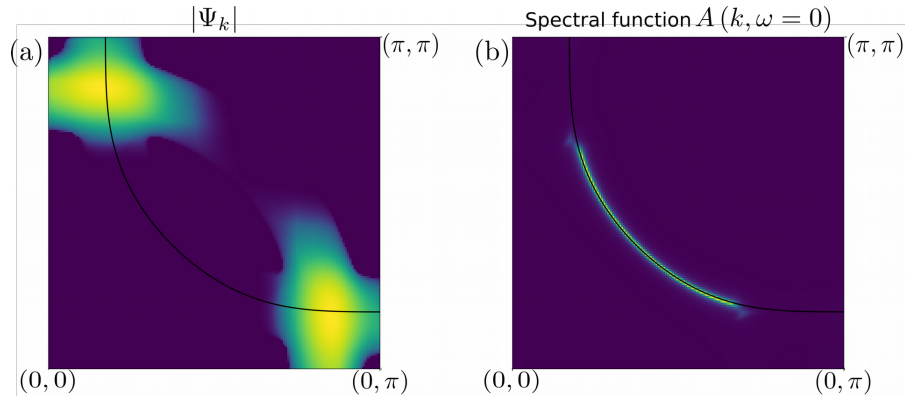 |Ψ_k|
(a)
(π, π)
(0, 0)
(0, π)
Spectral function A (k, ω = 0)
(b)
(π, π)
(0, 0)
(0, π)